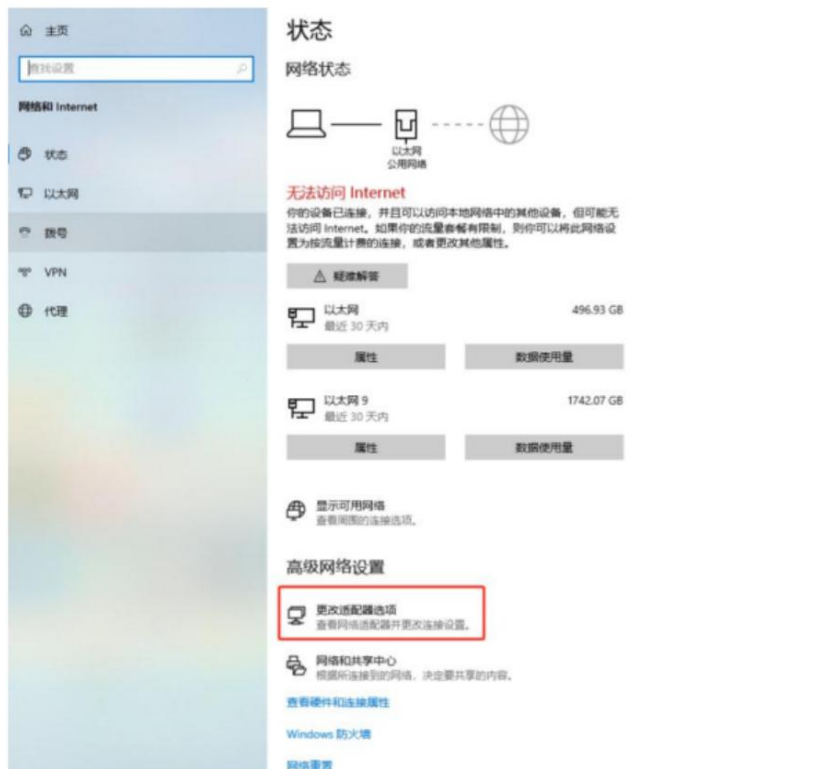 主页
查找设置
网络和 Internet
状态
以太网
拨号
VPN
代理
状态
网络状态
以太网
公用网络
无法访问 Internet
你的设备已连接，并且可以访问本地网络中的其他设备，但可能无
法访问 Internet。如果你的流量套餐有限制，则你可以将此网络设
置为按流量计费的连接，或者更改其他属性。
疑难解答
以太网 496.93 GB
最近 30 天内
属性 数据使用量
以太网 9 1742.07 GB
最近 30 天内
属性 数据使用量
显示可用网络
查看周围的连接选项。
高级网络设置
更改适配器选项
查看网络适配器并更改连接设置。
网络和共享中心
根据所连接到的网络，决定要共享的内容。
查看硬件和连接属性
Windows 防火墙
网络重置